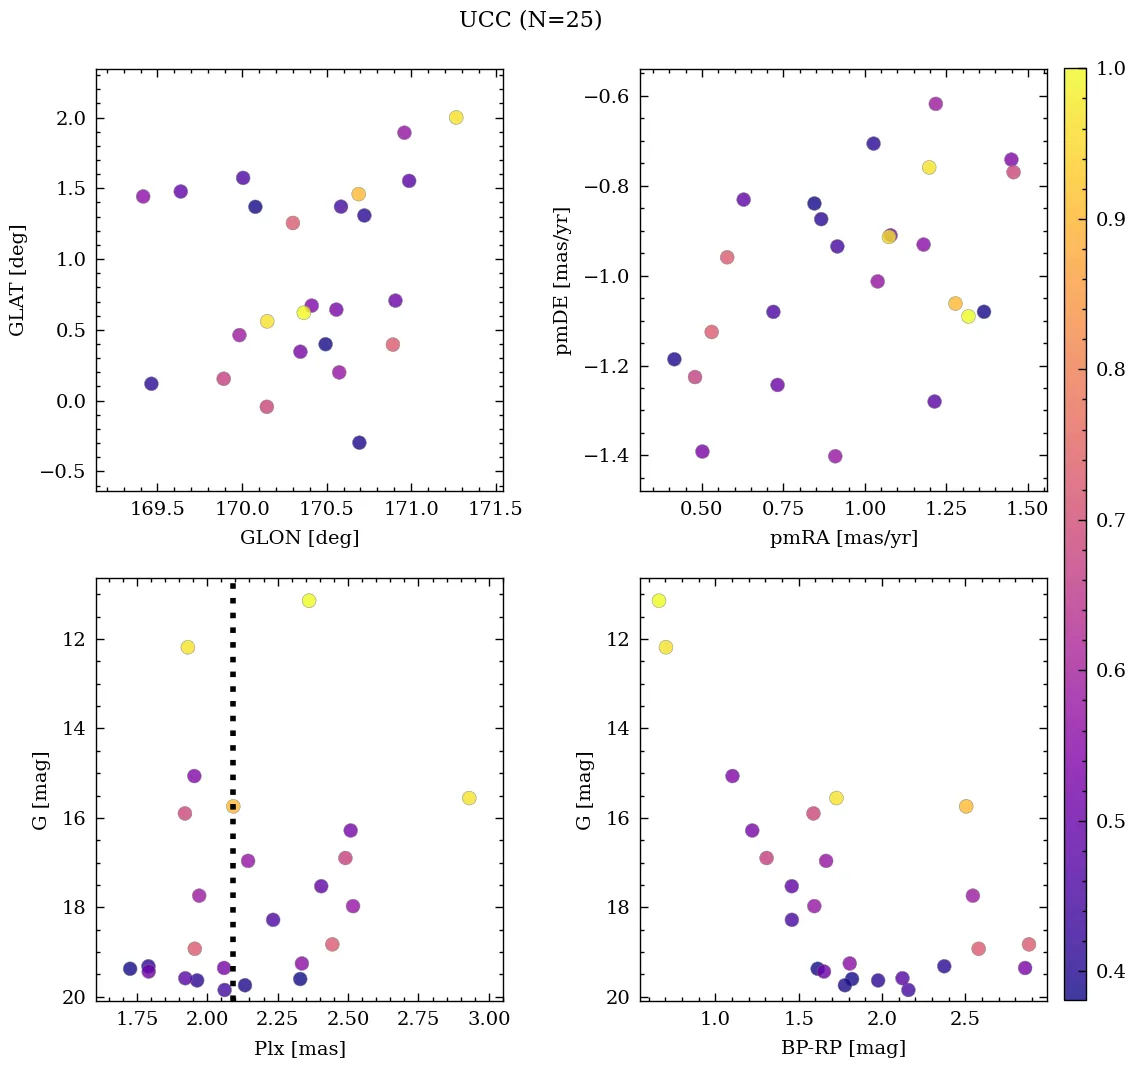 UCC (N=25)
2.0
1.5
1.0
0.5
0.0
−0.5
GLAT [deg]
169.5 170.0 170.5 171.0 171.5
GLON [deg]
−0.6
−0.8
−1.0
−1.2
−1.4
pmDE [mas/yr]
0.50 0.75 1.00 1.25 1.50
pmRA [mas/yr]
12
14
16
18
20
G [mag]
1.75 2.00 2.25 2.50 2.75 3.00
Plx [mas]
12
14
16
18
20
G [mag]
1.0 1.5 2.0 2.5
BP-RP [mag]
1.0
0.9
0.8
0.7
0.6
0.5
0.4